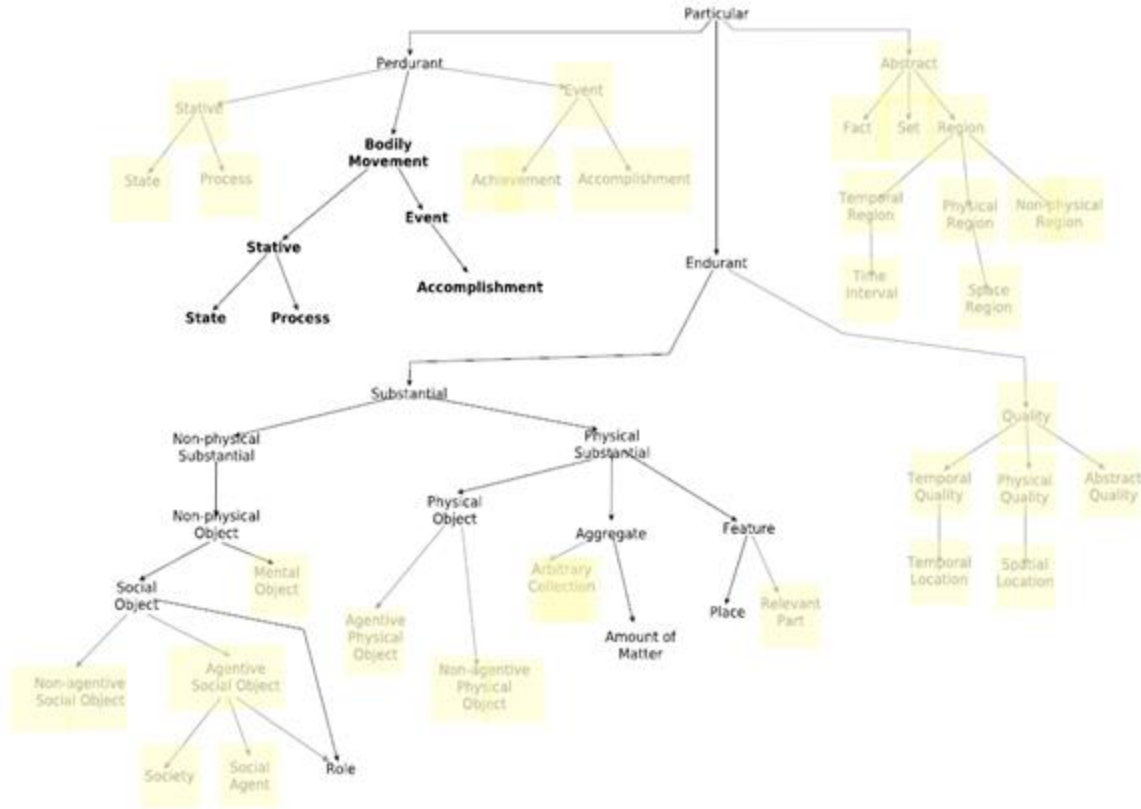 Particular
Perdurant
Abstract
Stative
Event
Fact
Set
Region
Bodily
Movement
State
Process
Achievement
Accomplishment
Temporal
Region
Physical
Region
Non-physical
Region
Event
Stative
Endurant
Time
Interval
Space
Region
Accomplishment
State
Process
Substantial
Quality
Non-physical
Substantial
Physical
Substantial
Temporal
Quality
Physical
Quality
Abstract
Quality
Physical
Object
Non-physical
Object
Aggregate
Feature
Mental
Object
Arbitrary
Collection
Temporal
Location
Spatial
Location
Social
Object
Place
Relevant
Part
Agentive
Physical
Object
Amount of
Matter
Non-agentive
Social Object
Agentive
Social Object
Non-agentive
Physical
Object
Society
Social
Agent
Role